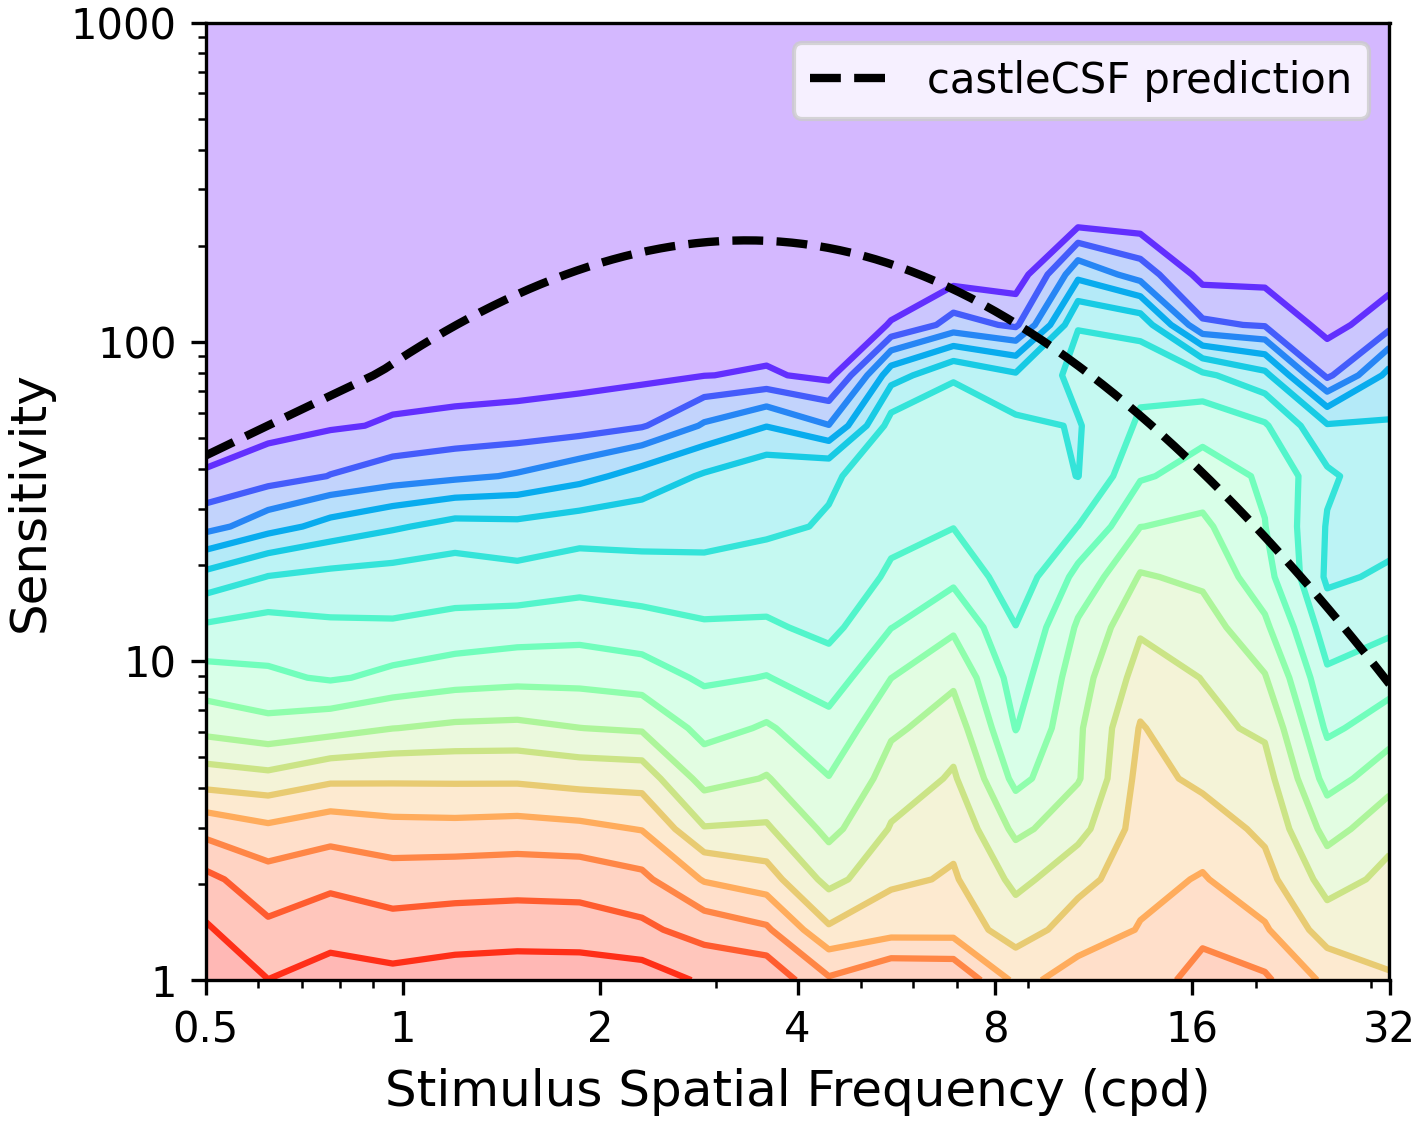 1000
100
10
1
Sensitivity
castleCSF prediction
0.5 1 2 4 8 16 32
Stimulus Spatial Frequency (cpd)